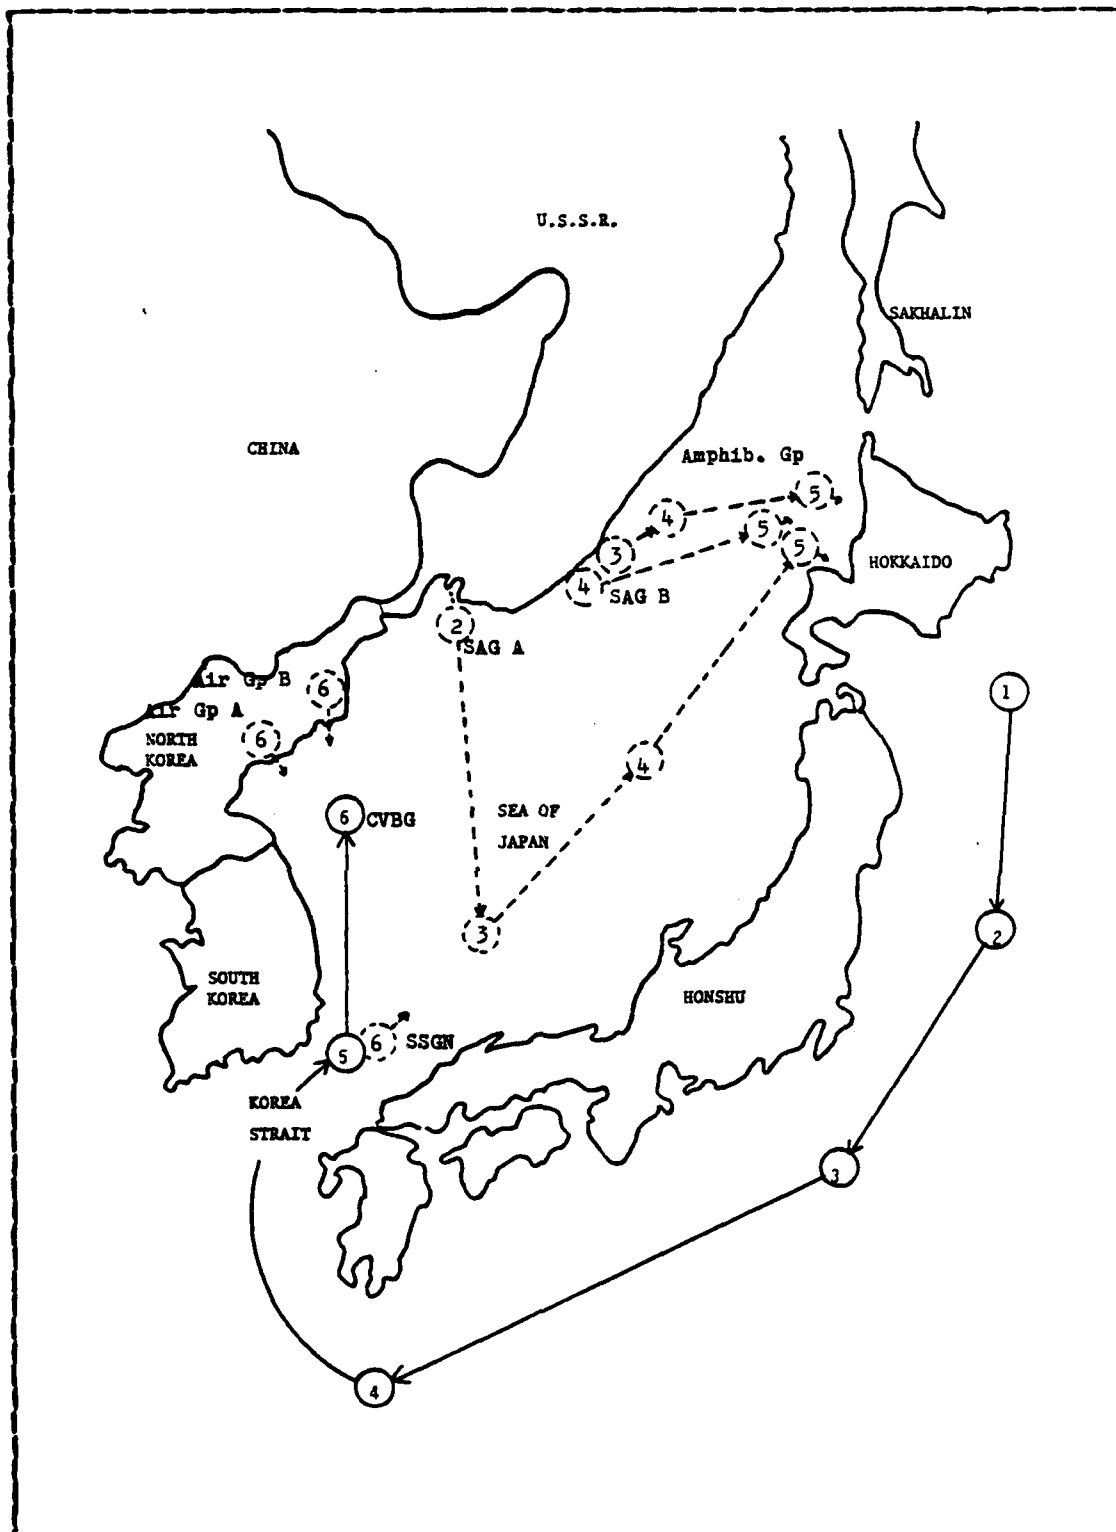 U.S.S.R.
SAKHALIN
CHINA
Amphib. Gp
5
4
5
3
5
HOKKAIDO
4
SAG B
2
SAG A
Air Gp B
6
1
Air Gp A
6
NORTH
KOREA
4
6
CVBG
SEA OF
JAPAN
3
2
SOUTH
KOREA
HONSHU
5
6
SSGN
KOREA
STRAIT
3
4